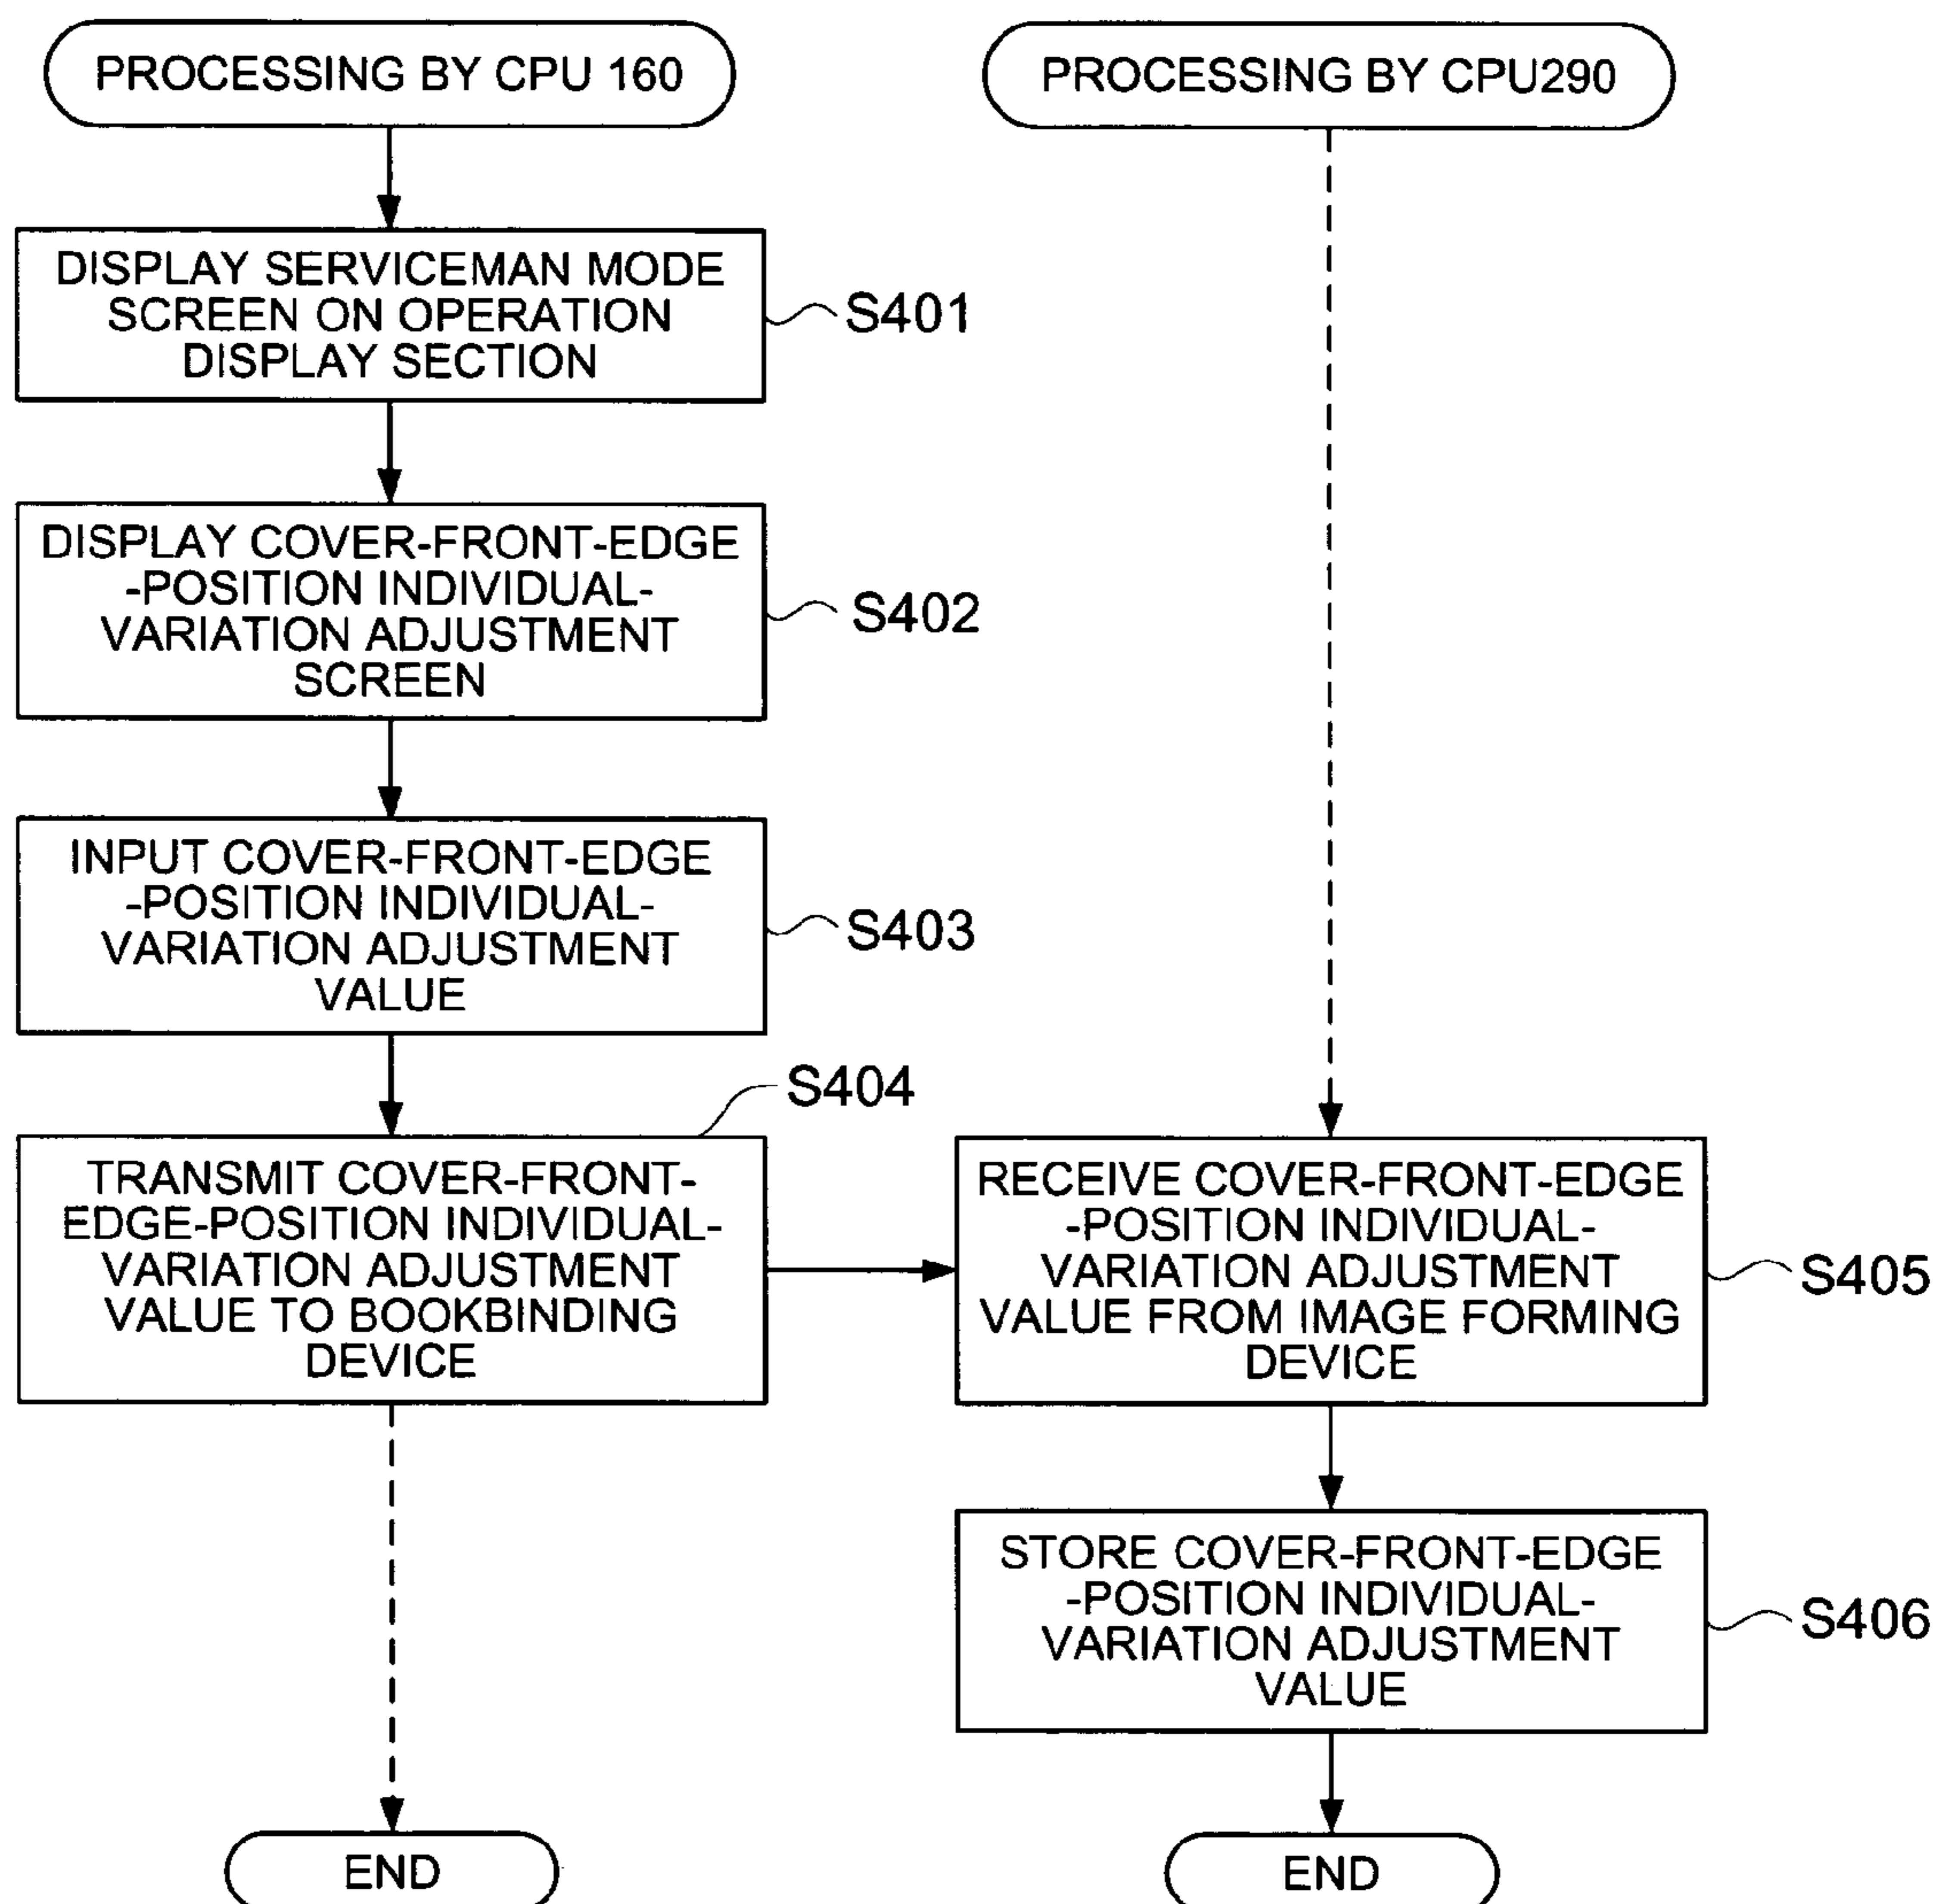 PROCESSING BY CPU 160
DISPLAY SERVICEMAN MODE
SCREEN ON OPERATION
DISPLAY SECTION
S401
DISPLAY COVER-FRONT-EDGE
-POSITION INDIVIDUAL-
VARIATION ADJUSTMENT
SCREEN
S402
INPUT COVER-FRONT-EDGE
-POSITION INDIVIDUAL-
VARIATION ADJUSTMENT
VALUE
S403
S404
TRANSMIT COVER-FRONT-
EDGE-POSITION INDIVIDUAL-
VARIATION ADJUSTMENT
VALUE TO BOOKBINDING
DEVICE
END
PROCESSING BY CPU290
RECEIVE COVER-FRONT-EDGE
-POSITION INDIVIDUAL-
VARIATION ADJUSTMENT
VALUE FROM IMAGE FORMING
DEVICE
S405
STORE COVER-FRONT-EDGE
-POSITION INDIVIDUAL-
VARIATION ADJUSTMENT
VALUE
S406
END